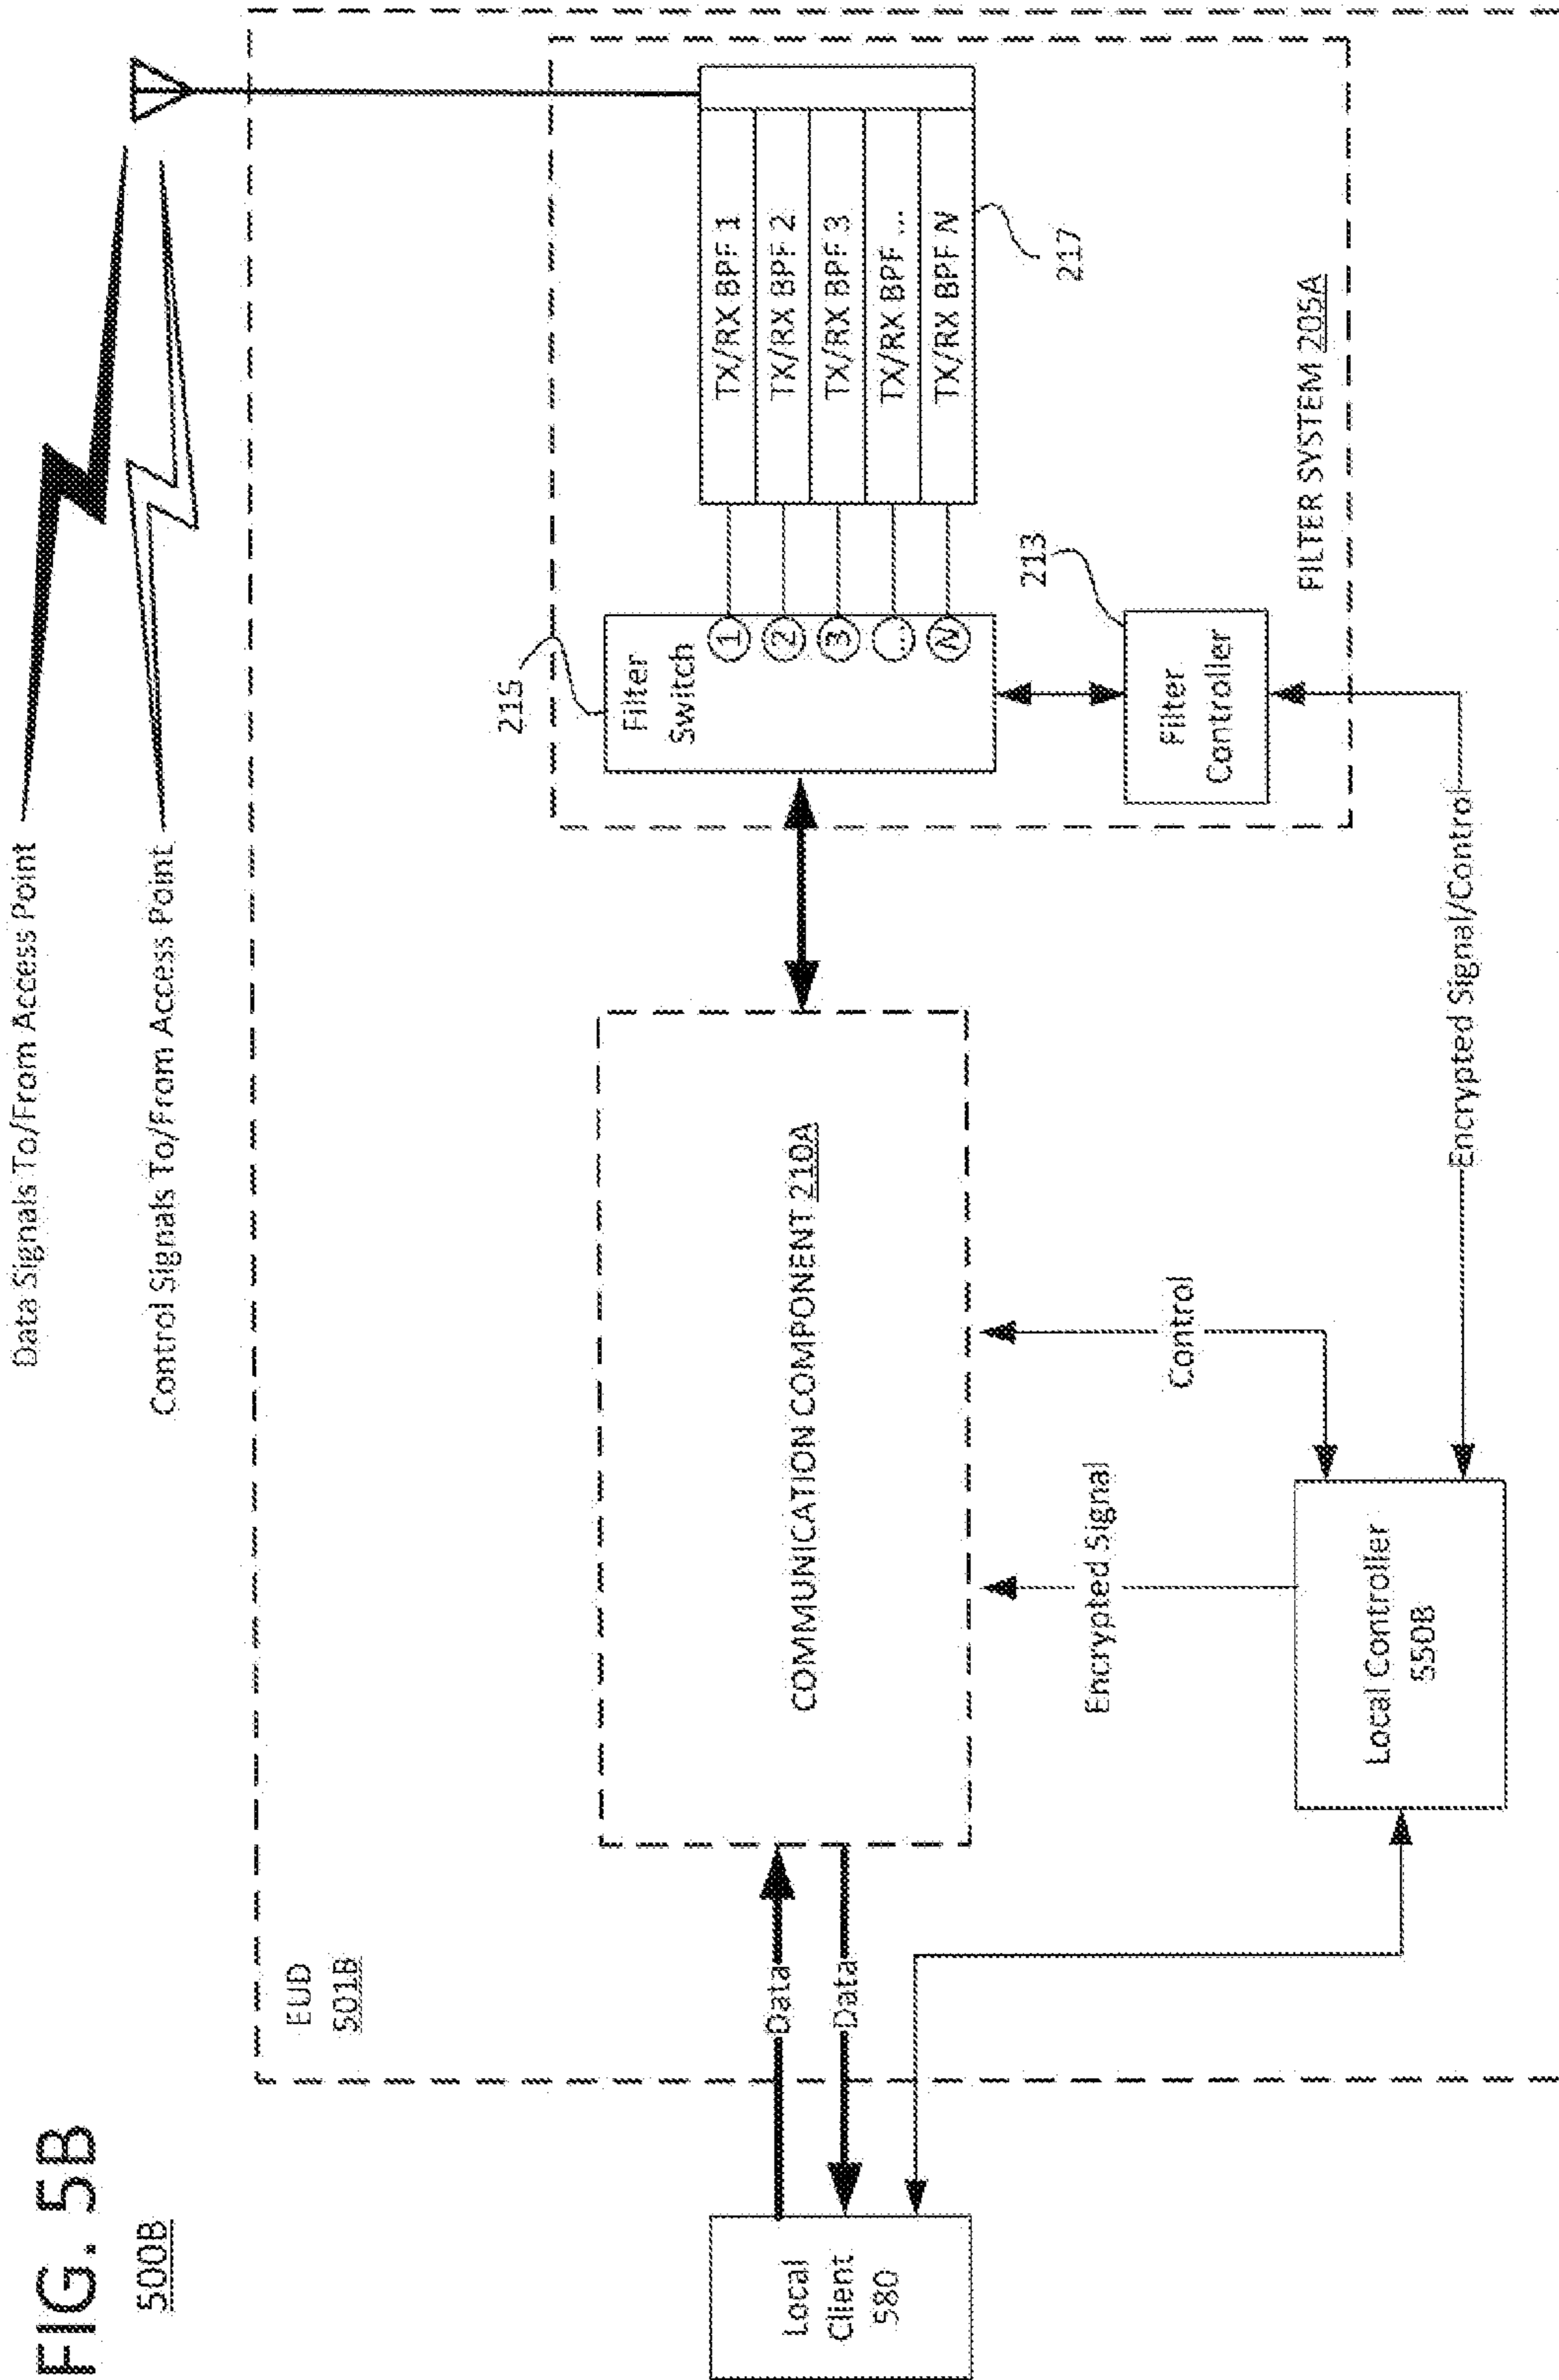 FIG. 5B
500B
Data Signals To/From Access Point
Control Signals To/From Access Point
EUD
501B
Local
Client
580
Data
Data
COMMUNICATION COMPONENT 210A
Encrypted Signal
Control
Local Controller
550B
Encrypted Signal/Control
215
Filter
Switch
1
2
3
...
N
TX/RX BPF 1
TX/RX BPF 2
TX/RX BPF 3
TX/RX BPF ...
TX/RX BPF N
217
213
Filter
Controller
FILTER SYSTEM 205A